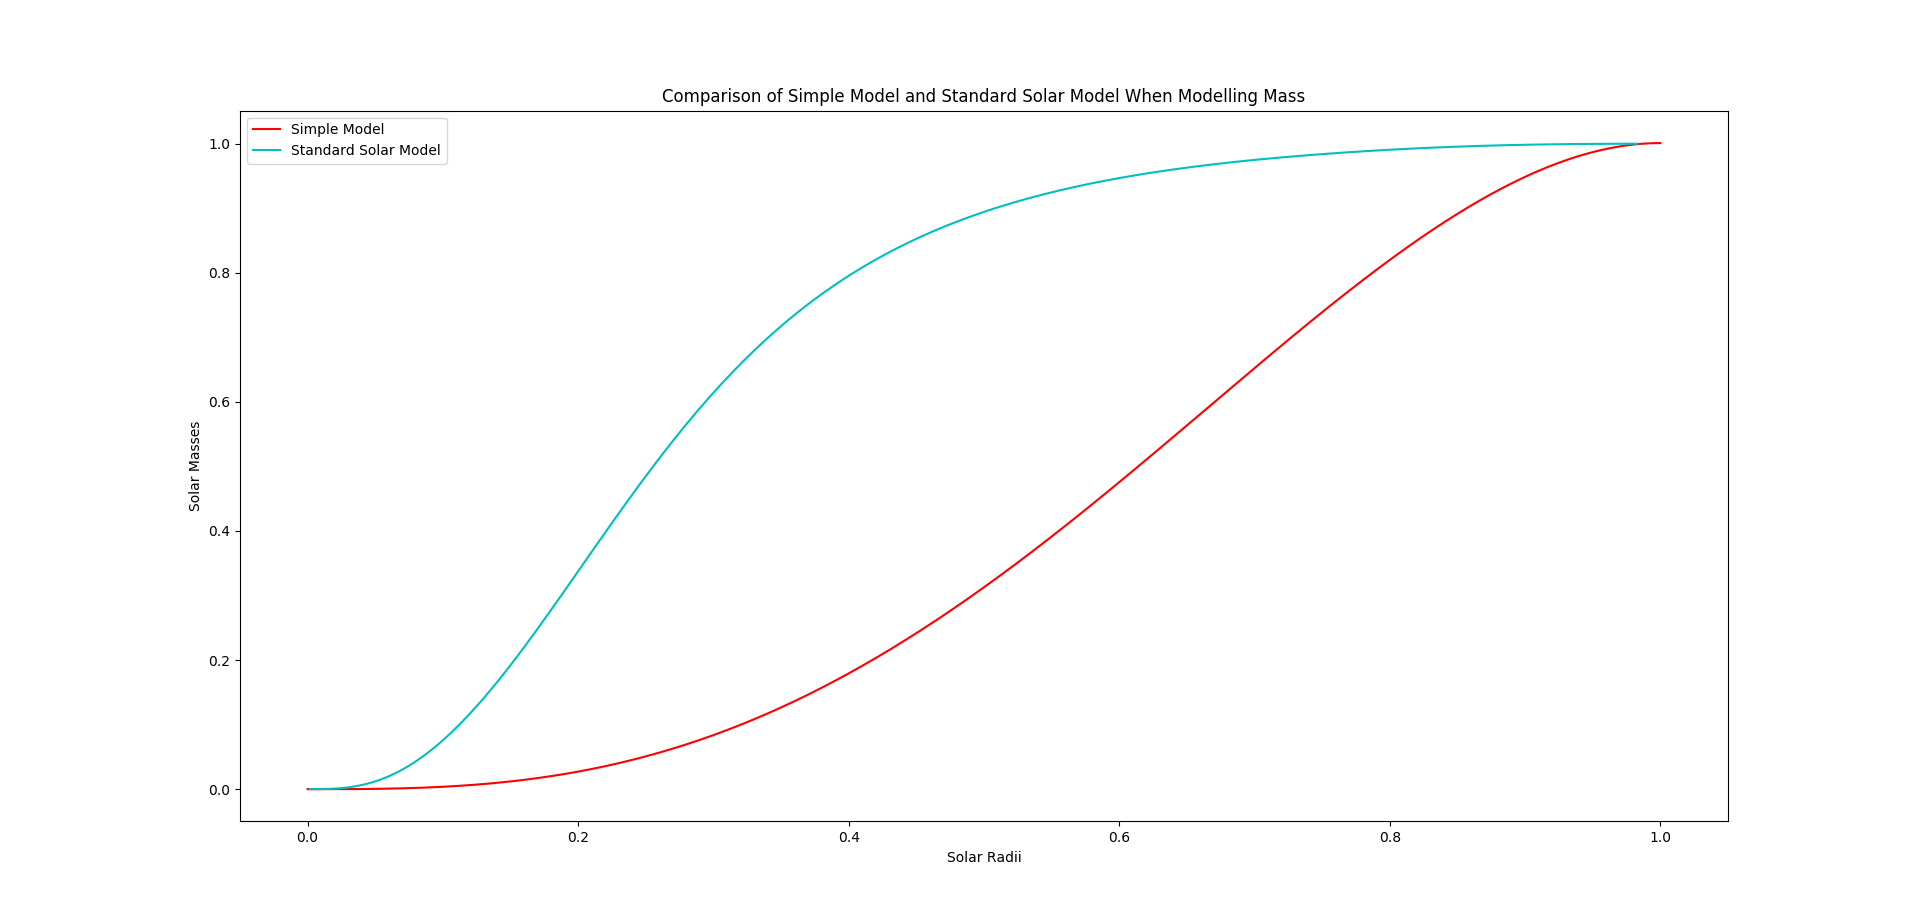 Comparison of Simple Model and Standard Solar Model When Modelling Mass
Simple Model
Standard Solar Model
1.0
0.8
0.6
0.4
0.2
0.0
Solar Masses
0.0 0.2 0.4 0.6 0.8 1.0
Solar Radii